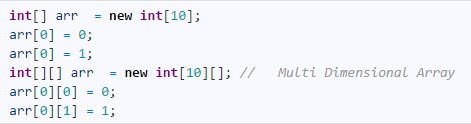 int[] arr  = new int[10];
arr[0] = 0;
arr[0] = 1;
int[][] arr  = new int[10][]; //   Multi Dimensional Array
arr[0][0] = 0;
arr[0][1] = 1;